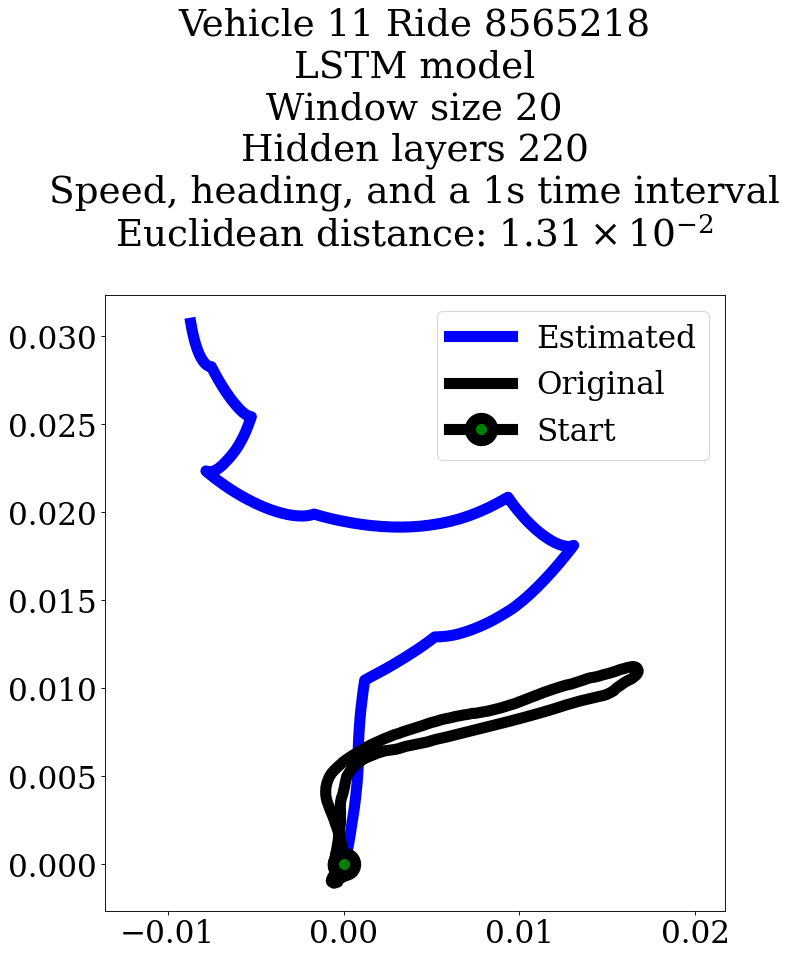 Vehicle 11 Ride 8565218
LSTM model
Window size 20
Hidden layers 220
Speed, heading, and a 1s time interval
Euclidean distance: 1.31 × 10⁻²
Estimated
Original
Start
0.030
0.025
0.020
0.015
0.010
0.005
0.000
−0.01 0.00 0.01 0.02